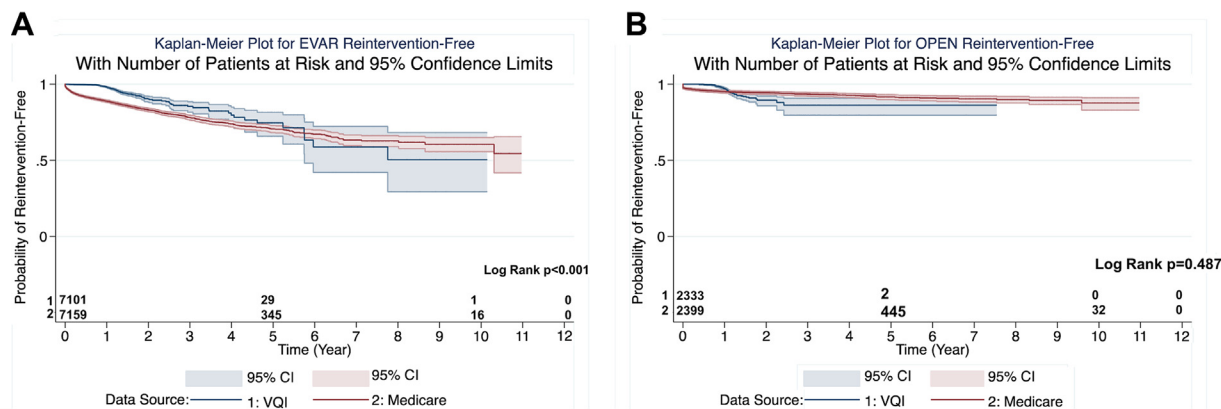 A
Kaplan-Meier Plot for EVAR Reintervention-Free
With Number of Patients at Risk and 95% Confidence Limits
Probability of Reintervention-Free
1
.5
0
Log Rank p<0.001
1 7101 29 1 0
2 7159 345 16 0
0 1 2 3 4 5 6 7 8 9 10 11 12
Time (Year)
95% CI 95% CI
Data Source: 1: VQI 2: Medicare
B
Kaplan-Meier Plot for OPEN Reintervention-Free
With Number of Patients at Risk and 95% Confidence Limits
Probability of Reintervention-Free
1
.5
0
Log Rank p=0.487
1 2333 2 0 0
2 2399 445 32 0
0 1 2 3 4 5 6 7 8 9 10 11 12
Time (Year)
95% CI 95% CI
Data Source: 1: VQI 2: Medicare